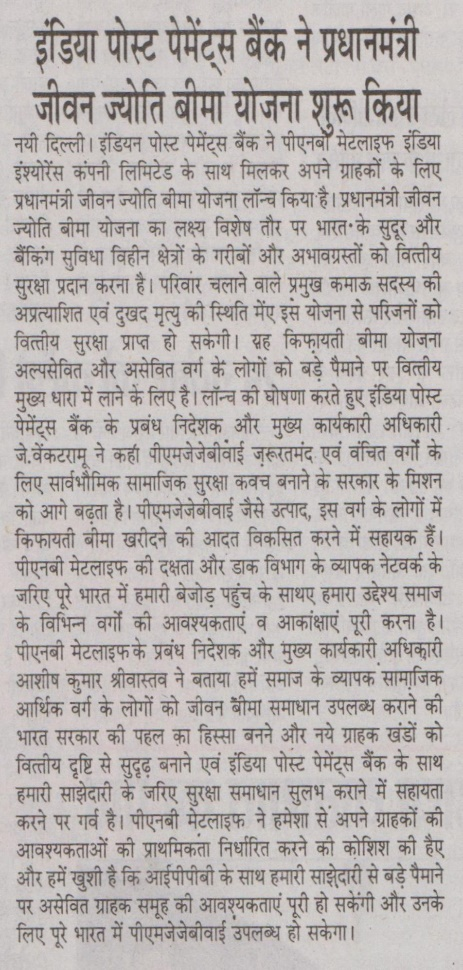 इंडिया पोस्ट पेमेंट्स बैंक ने प्रधानमंत्री
जीवन ज्योति बीमा योजना शुरू किया
नयी दिल्ली। इंडियन पोस्ट पेमेंट्स बैंक ने पीएनबी मेटलाइफ इंडिया
इंश्योरेंस कंपनी लिमिटेड के साथ मिलकर अपने ग्राहकों के लिए
प्रधानमंत्री जीवन ज्योति बीमा योजना लॉन्च किया है। प्रधानमंत्री जीवन
ज्योति बीमा योजना का लक्ष्य विशेष तौर पर भारत के सुदूर और
बैंकिंग सुविधा विहीन क्षेत्रों के गरीबों और अभावग्रस्तों को वित्तीय
सुरक्षा प्रदान करना है। परिवार चलाने वाले प्रमुख कमाऊ सदस्य की
अप्रत्याशित एवं दुखद मृत्यु की स्थिति मेंए इस योजना से परिजनों को
वित्तीय सुरक्षा प्राप्त हो सकेगी। यह किफायती बीमा योजना
अल्पसेवित और असेवित वर्ग के लोगों को बड़े पैमाने पर वित्तीय
मुख्य धारा में लाने के लिए है। लॉन्च की घोषणा करते हुए इंडिया पोस्ट
पेमेंट्स बैंक के प्रबंध निदेशक और मुख्य कार्यकारी अधिकारी
जे.वेंकटरामू ने कहा पीएमजेजेबीवाई ज़रूरतमंद एवं वंचित वर्गों के
लिए सार्वभौमिक सामाजिक सुरक्षा कवच बनाने के सरकार के मिशन
को आगे बढ़ता है। पीएमजेजेबीवाई जैसे उत्पाद, इस वर्ग के लोगों में
किफायती बीमा खरीदने की आदत विकसित करने में सहायक हैं।
पीएनबी मेटलाइफ की दक्षता और डाक विभाग के व्यापक नेटवर्क के
जरिए पूरे भारत में हमारी बेजोड़ पहुंच के साथए हमारा उद्देश्य समाज
के विभिन्न वर्गों की आवश्यकताएं व आकांक्षाएं पूरी करना है।
पीएनबी मेटलाइफ के प्रबंध निदेशक और मुख्य कार्यकारी अधिकारी
आशीष कुमार श्रीवास्तव ने बताया हमें समाज के व्यापक सामाजिक
आर्थिक वर्ग के लोगों को जीवन बीमा समाधान उपलब्ध कराने की
भारत सरकार की पहल का हिस्सा बनने और नये ग्राहक खंडों को
वित्तीय दृष्टि से सुदृढ़ बनाने एवं इंडिया पोस्ट पेमेंट्स बैंक के साथ
हमारी साझेदारी के जरिए सुरक्षा समाधान सुलभ कराने में सहायता
करने पर गर्व है। पीएनबी मेटलाइफ ने हमेशा से अपने ग्राहकों की
आवश्यकताओं की प्राथमिकता निर्धारित करने की कोशिश की हैए
और हमें खुशी है कि आईपीपीबी के साथ हमारी साझेदारी से बड़े पैमाने
पर असेवित ग्राहक समूह की आवश्यकताएं पूरी हो सकेंगी और उनके
लिए पूरे भारत में पीएमजेजेबीवाई उपलब्ध हो सकेगा।